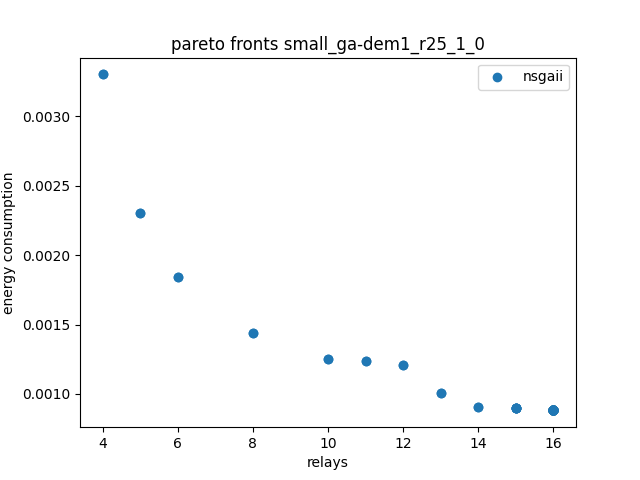 pareto fronts small_ga-dem1_r25_1_0
nsgaii
energy consumption
0.0030
0.0025
0.0020
0.0015
0.0010
4 6 8 10 12 14 16
relays